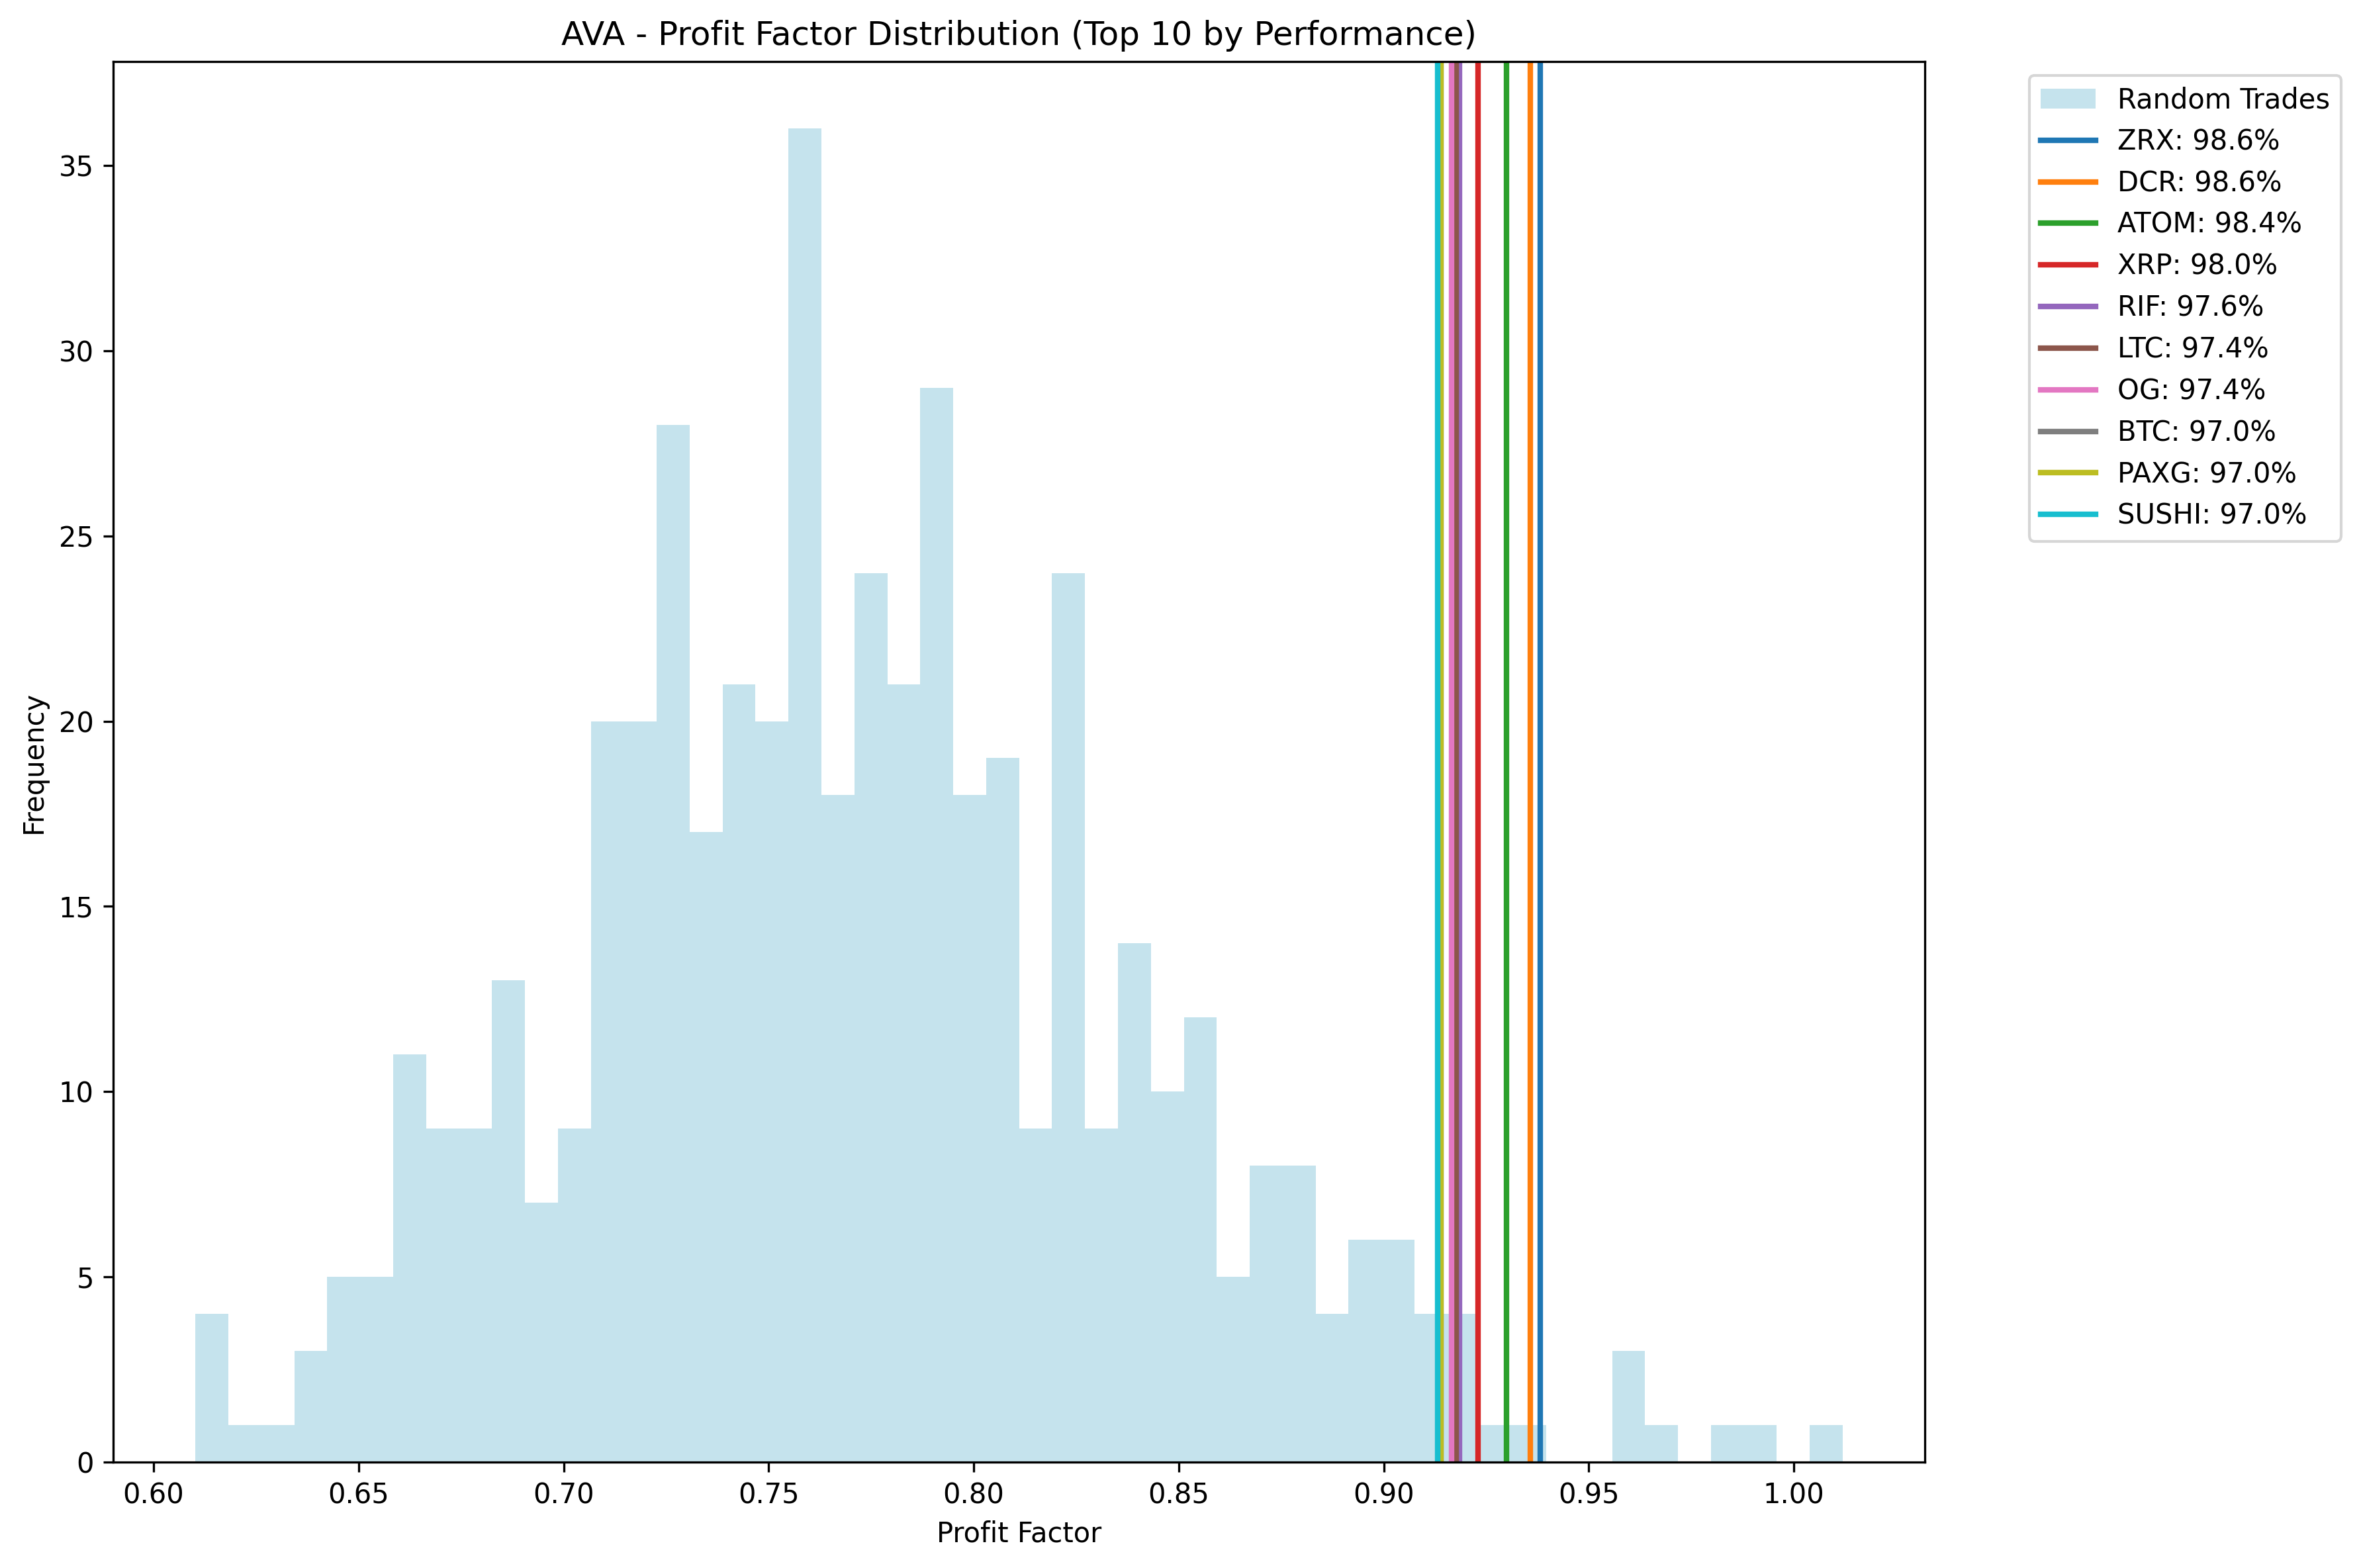 AVA - Profit Factor Distribution (Top 10 by Performance)
Random Trades
ZRX: 98.6%
DCR: 98.6%
ATOM: 98.4%
XRP: 98.0%
RIF: 97.6%
LTC: 97.4%
OG: 97.4%
BTC: 97.0%
PAXG: 97.0%
SUSHI: 97.0%
Frequency
35
30
25
20
15
10
5
0
0.60 0.65 0.70 0.75 0.80 0.85 0.90 0.95 1.00
Profit Factor